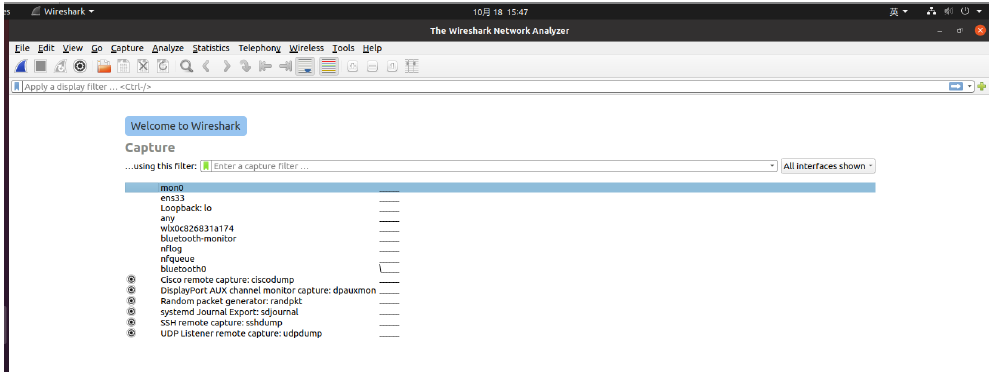 es Wireshark 10月 18 15:47 英
The Wireshark Network Analyzer
File Edit View Go Capture Analyze Statistics Telephony Wireless Tools Help
Apply a display filter … <Ctrl-/>
Welcome to Wireshark
Capture
…using this filter: Enter a capture filter … All interfaces shown
mon0
ens33
Loopback: lo
any
wlx0c826831a174
bluetooth-monitor
nflog
nfqueue
bluetooth0
Cisco remote capture: ciscodump
DisplayPort AUX channel monitor capture: dpauxmon
Random packet generator: randpkt
systemd Journal Export: sdjournal
SSH remote capture: sshdump
UDP Listener remote capture: udpdump